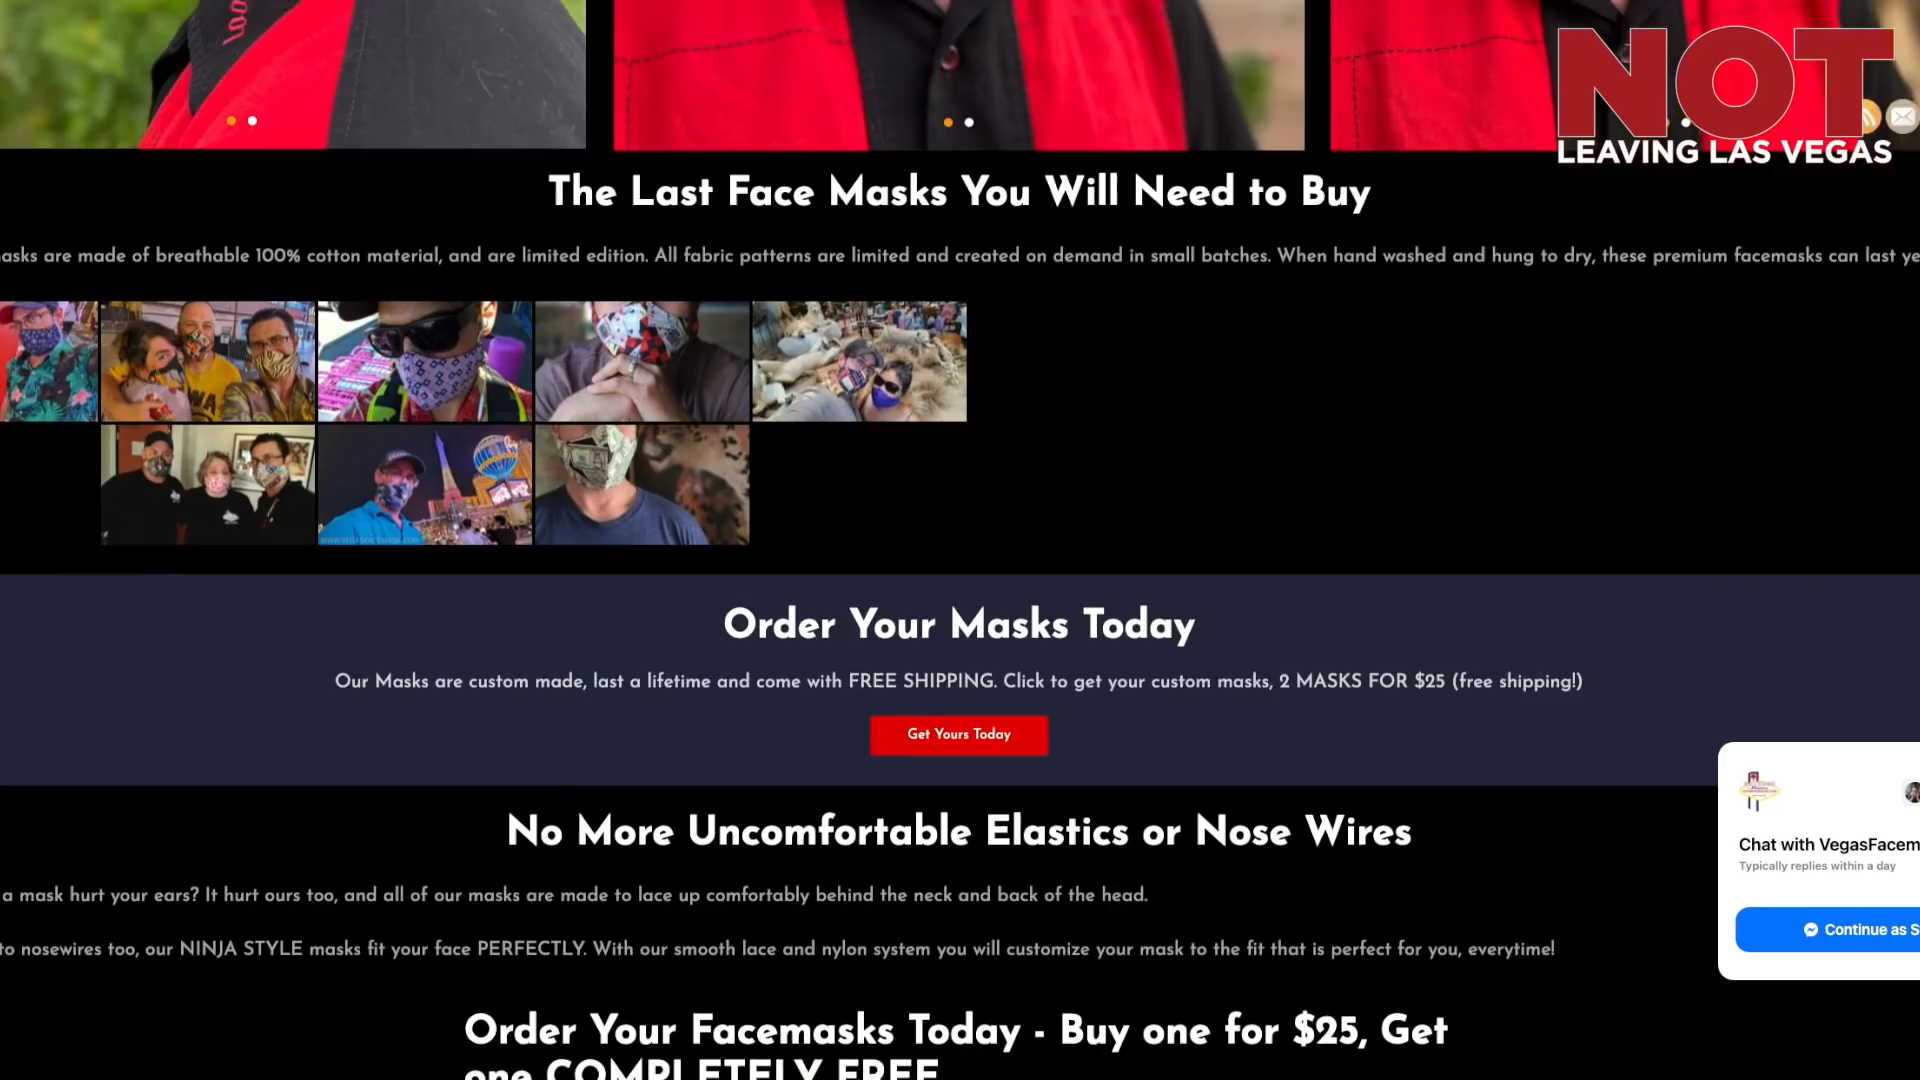 NOT
LEAVING LAS VEGAS
The Last Face Masks You Will Need to Buy
asks are made of breathable 100% cotton material, and are limited edition. All fabric patterns are limited and created on demand in small batches. When hand washed and hung to dry, these premium facemasks can last ye
Order Your Masks Today
Our Masks are custom made, last a lifetime and come with FREE SHIPPING. Click to get your custom masks, 2 MASKS FOR $25 (free shipping!)
Get Yours Today
Chat with VegasFacem
Typically replies within a day
Continue as S
No More Uncomfortable Elastics or Nose Wires
a mask hurt your ears? It hurt ours too, and all of our masks are made to lace up comfortably behind the neck and back of the head.
to nosewires too, our NINJA STYLE masks fit your face PERFECTLY. With our smooth lace and nylon system you will customize your mask to the fit that is perfect for you, everytime!
Order Your Facemasks Today - Buy one for $25, Get
one COMPLETELY FREE